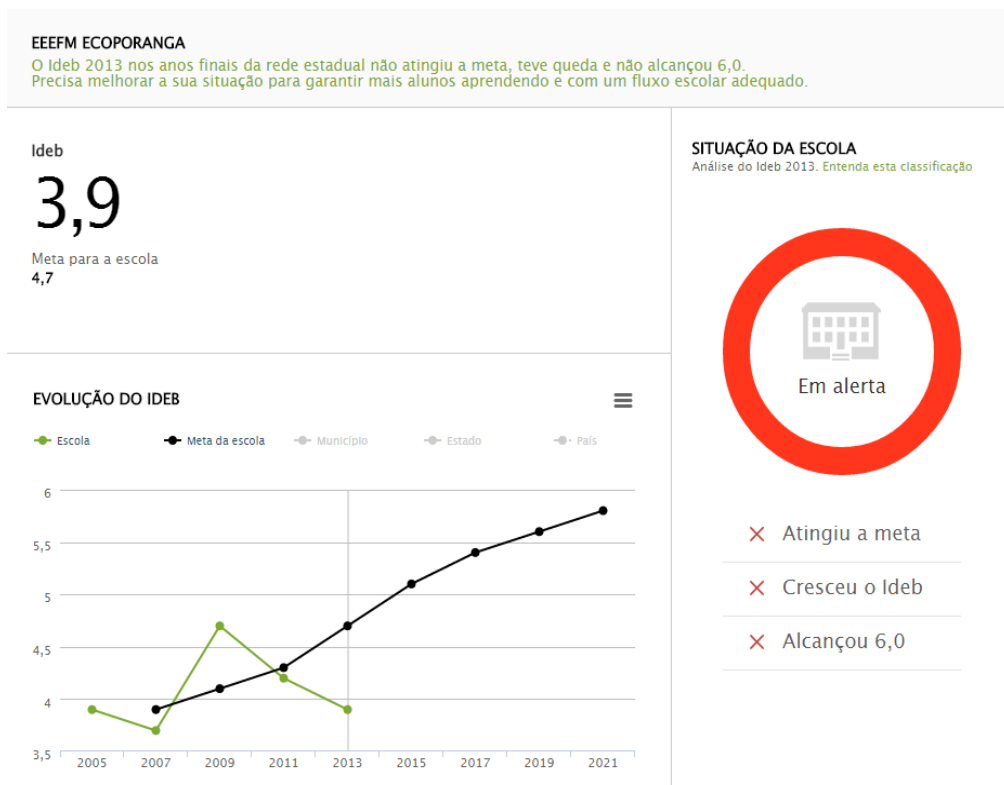 EEEFM ECOPORANGA
O Ideb 2013 nos anos finais da rede estadual não atingiu a meta, teve queda e não alcançou 6,0.
Precisa melhorar a sua situação para garantir mais alunos aprendendo e com um fluxo escolar adequado.
Ideb
3,9
Meta para a escola
4,7
SITUAÇÃO DA ESCOLA
Análise do Ideb 2013. Entenda esta classificação
Em alerta
Atingiu a meta
Cresceu o Ideb
Alcançou 6,0
EVOLUÇÃO DO IDEB
Escola Meta da escola Município Estado País
6
5,5
5
4,5
4
3,5
2005 2007 2009 2011 2013 2015 2017 2019 2021